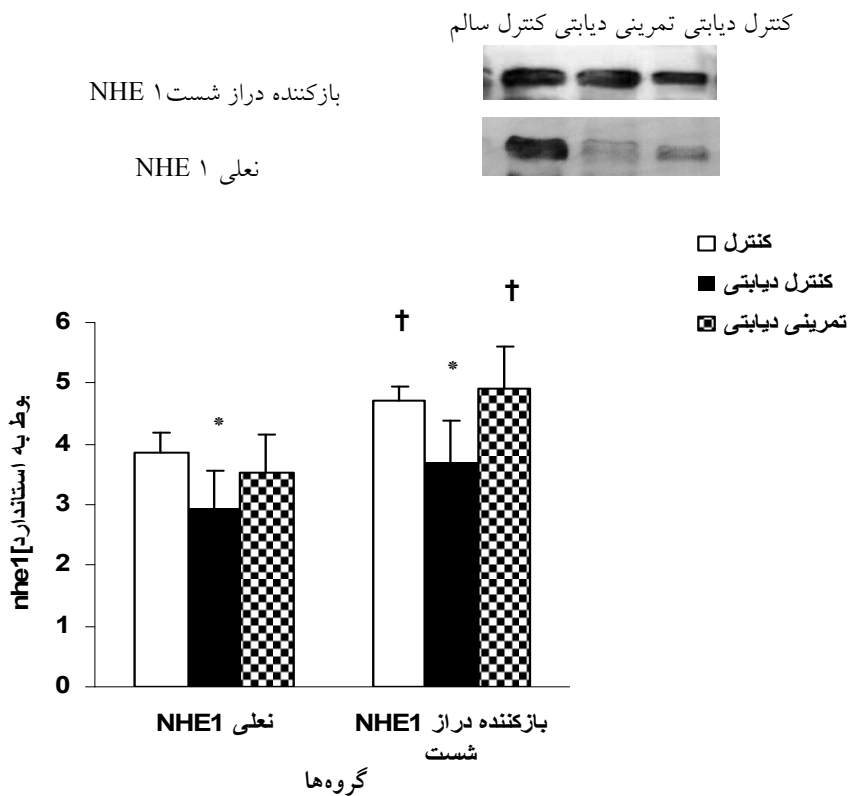 کنترل دیابتی تمرینی دیابتی کنترل سالم
بازکننده دراز شست۱ NHE
نعلی ۱ NHE
کنترل
کنترل دیابتی
تمرینی دیابتی
†
†
*
*
6
5
4
3
2
1
0
بوط به استاندارد]nhe1
نعلی NHE1
بازکننده دراز NHE1
شست
گروه‌ها